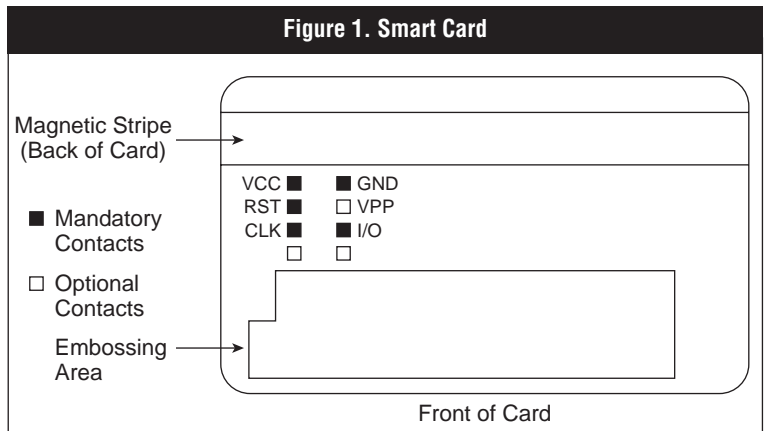 Figure 1. Smart Card
Magnetic Stripe
(Back of Card)
VCC GND
RST VPP
CLK I/O
Mandatory
Contacts
Optional
Contacts
Embossing
Area
Front of Card